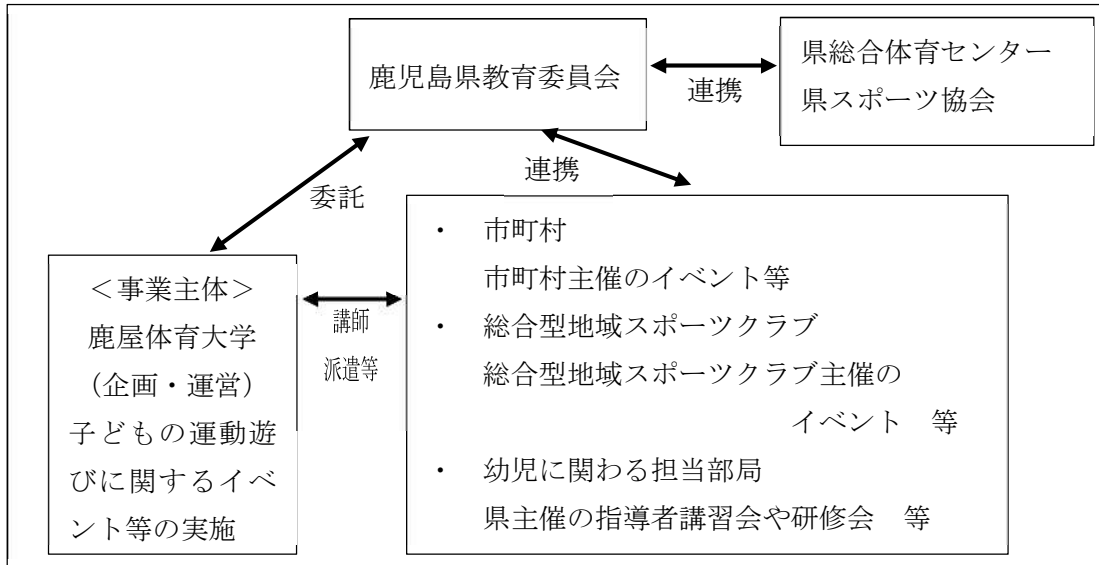 鹿児島県教育委員会
連携
県総合体育センター
県スポーツ協会
委託
連携
＜事業主体＞
鹿屋体育大学
（企画・運営）
子どもの運動遊
びに関するイベ
ント等の実施
講師
派遣等
・　市町村
市町村主催のイベント等
・　総合型地域スポーツクラブ
総合型地域スポーツクラブ主催の
イベント　等
・　幼児に関わる担当部局
県主催の指導者講習会や研修会　等